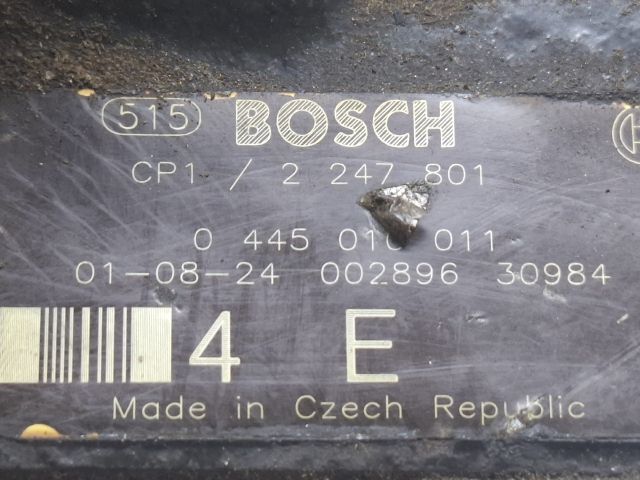 515 BOSCH
CP1 / 2 247 801
0 445 010 011
01-08-24 002896 30984
4 E
Made in Czech Republic